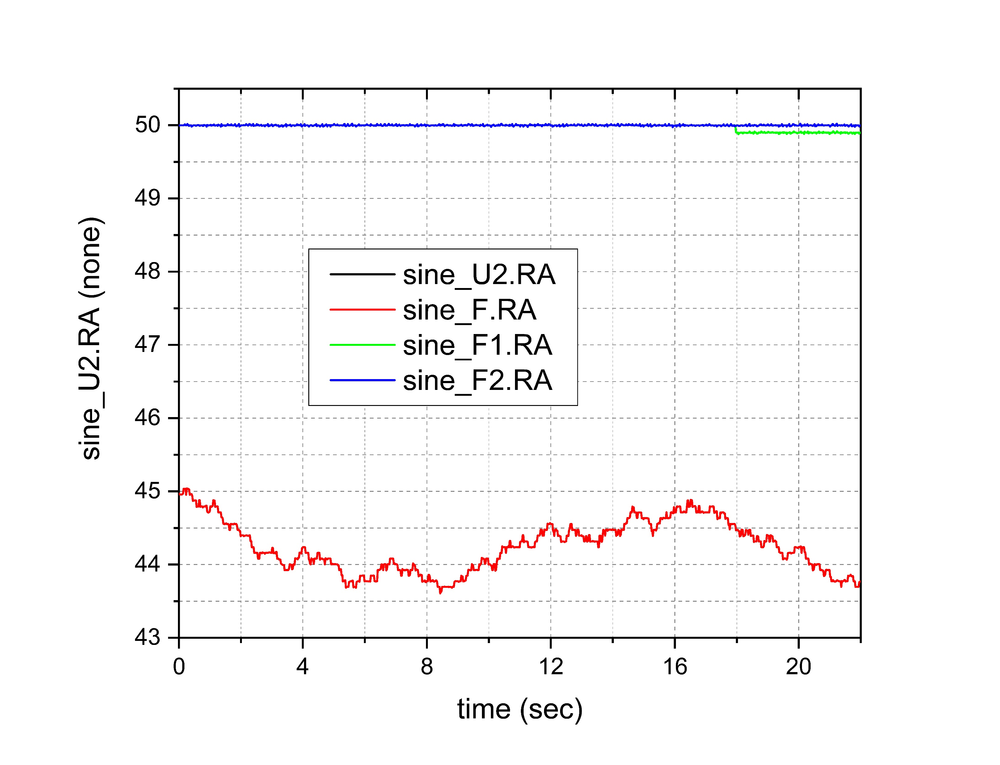 sine_U2.RA (none)
50
49
48
47
46
45
44
43
sine_U2.RA
sine_F.RA
sine_F1.RA
sine_F2.RA
0 4 8 12 16 20
time (sec)